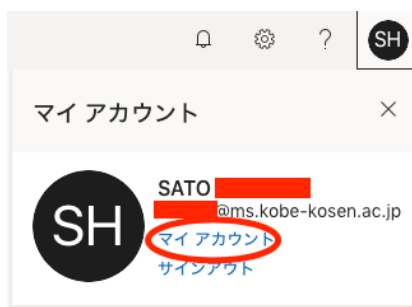 ? SH
マイ アカウント ×
SH
SATO
@ms.kobe-kosen.ac.jp
マイ アカウント
サインアウト